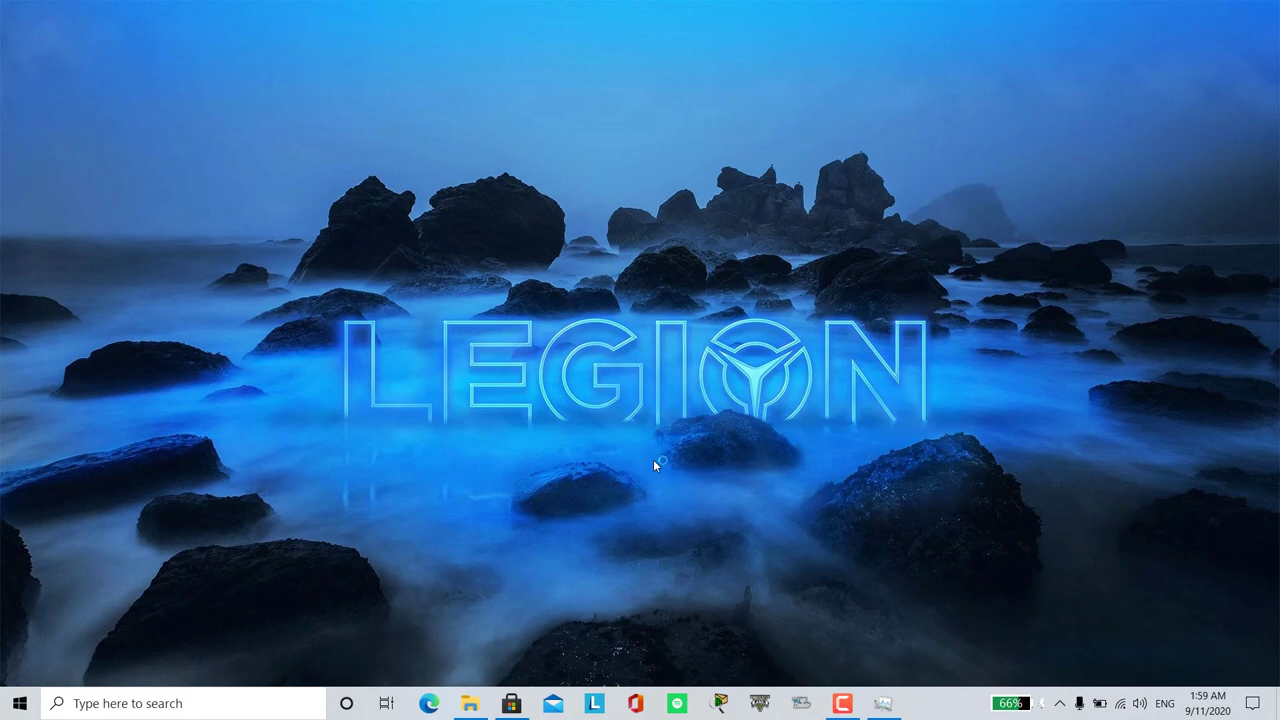 LEGION
Type here to search
L
66%
ENG
1:59 AM
9/11/2020